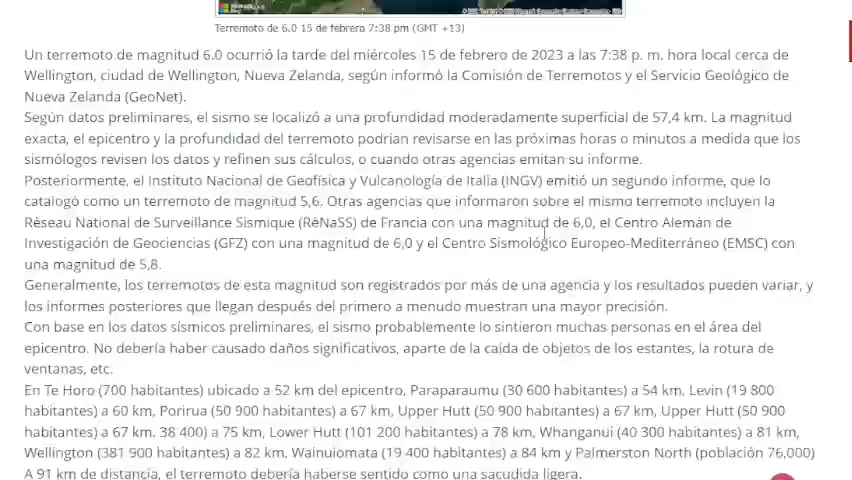 Terremoto de 6.0 15 de febrero 7:38 pm (GMT +13)
Un terremoto de magnitud 6.0 ocurrió la tarde del miércoles 15 de febrero de 2023 a las 7:38 p. m. hora local cerca de
Wellington, ciudad de Wellington, Nueva Zelanda, según informó la Comisión de Terremotos y el Servicio Geológico de
Nueva Zelanda (GeoNet).
Según datos preliminares, el sismo se localizó a una profundidad moderadamente superficial de 57,4 km. La magnitud
exacta, el epicentro y la profundidad del terremoto podrían revisarse en las próximas horas o minutos a medida que los
sismólogos revisen los datos y refinen sus cálculos, o cuando otras agencias emitan su informe.
Posteriormente, el Instituto Nacional de Geofísica y Vulcanología de Italia (INGV) emitió un segundo informe, que lo
catalogó como un terremoto de magnitud 5,6. Otras agencias que informaron sobre el mismo terremoto incluyen la
Réseau National de Surveillance Sismique (RéNaSS) de Francia con una magnitud de 6,0, el Centro Alemán de
Investigación de Geociencias (GFZ) con una magnitud de 6,0 y el Centro Sismológico Europeo-Mediterráneo (EMSC) con
una magnitud de 5,8.
Generalmente, los terremotos de esta magnitud son registrados por más de una agencia y los resultados pueden variar, y
los informes posteriores que llegan después del primero a menudo muestran una mayor precisión.
Con base en los datos sísmicos preliminares, el sismo probablemente lo sintieron muchas personas en el área del
epicentro. No debería haber causado daños significativos, aparte de la caída de objetos de los estantes, la rotura de
ventanas, etc.
En Te Horo (700 habitantes) ubicado a 52 km del epicentro, Paraparaumu (30 600 habitantes) a 54 km, Levin (19 800
habitantes) a 60 km, Porirua (50 900 habitantes) a 67 km, Upper Hutt (50 900 habitantes) a 67 km, Upper Hutt (50 900
habitantes) a 67 km. 38 400) a 75 km, Lower Hutt (101 200 habitantes) a 78 km, Whanganui (40 300 habitantes) a 81 km,
Wellington (381 900 habitantes) a 82 km, Wainuiomata (19 400 habitantes) a 84 km y Palmerston North (población 76,000)
A 91 km de distancia, el terremoto debería haberse sentido como una sacudida ligera.